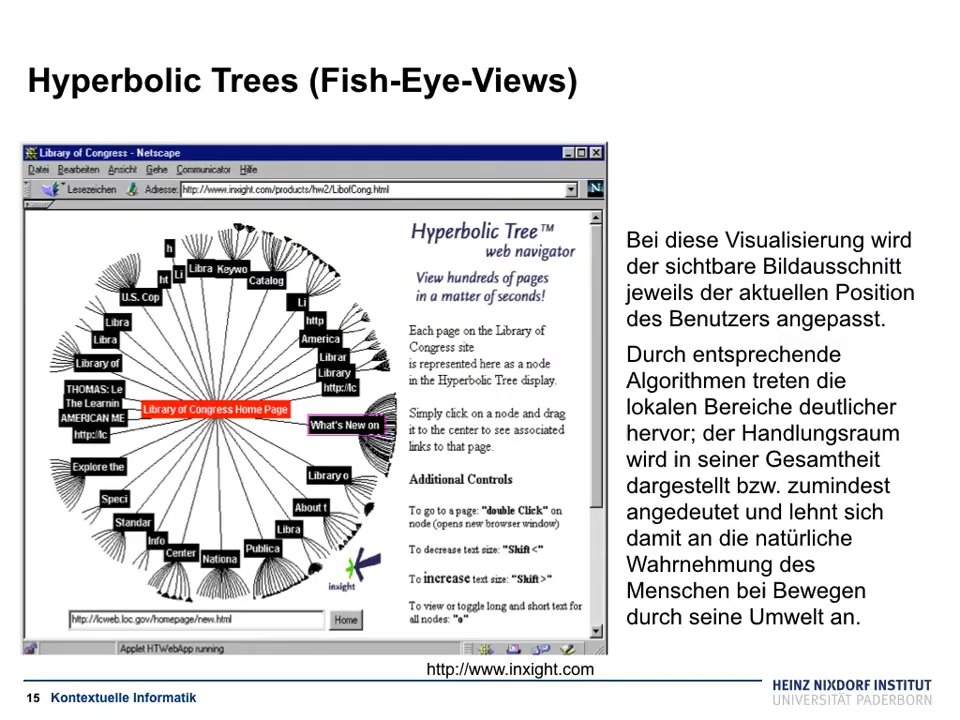 Hyperbolic Trees (Fish-Eye-Views)
Library of Congress - Netscape
Datei Bearbeiten Ansicht Gehe Communicator Hilfe
Lesezeichen Adresse: http://www.inxight.com/products/hw2/LibofCong.html
N
h
Li
ht
Libra
Keywo
Catalog
U.S. Cop
Li
Libra
http
Libra
America
Library of
Librar
Library
http://lc
THOMAS: Le
The Learnin
AMERICAN ME
http://lc
Library of Congress Home Page
What's New on
Explore the
Library o
Speci
About t
Standar
Libra
Info
Center
Nationa
Publica
inxight
http://lcweb.loc.gov/homepage/new.html
Home
Hyperbolic Tree™
web navigator
View hundreds of pages
in a matter of seconds!
Each page on the Library of
Congress site
is represented here as a node
in the Hyperbolic Tree display.
Simply click on a node and drag
it to the center to see associated
links to that page.
Additional Controls
To go to a page: "double Click" on
node (opens new browser window)
To decrease text size: "Shift <"
To increase text size: "Shift >"
To view or toggle long and short text for
all nodes: "o"
Applet HTWebApp running
http://www.inxight.com
Bei diese Visualisierung wird
der sichtbare Bildausschnitt
jeweils der aktuellen Position
des Benutzers angepasst.
Durch entsprechende
Algorithmen treten die
lokalen Bereiche deutlicher
hervor; der Handlungsraum
wird in seiner Gesamtheit
dargestellt bzw. zumindest
angedeutet und lehnt sich
damit an die natürliche
Wahrnehmung des
Menschen bei Bewegen
durch seine Umwelt an.
15 Kontextuelle Informatik
HEINZ NIXDORF INSTITUT
UNIVERSITÄT PADERBORN